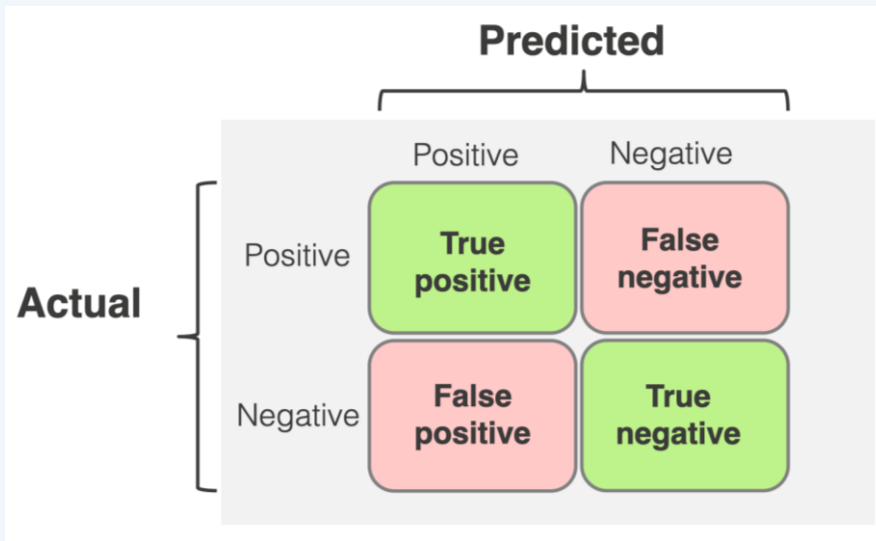 Predicted
Positive Negative
Positive
True
positive
False
negative
Actual
Negative
False
positive
True
negative